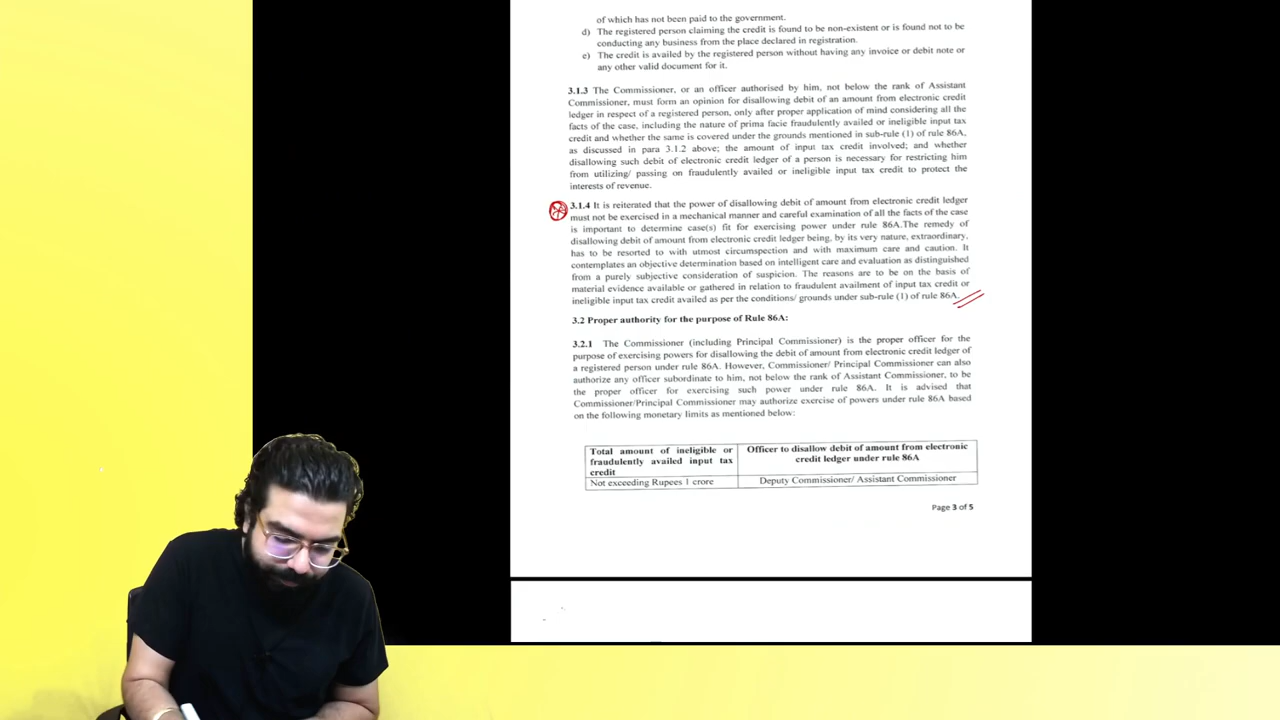 of which has not been paid to the government.
d) The registered person claiming the credit is found to be non-existent or is found not to be
conducting any business from the place declared in registration.
e) The credit is availed by the registered person without having any invoice or debit note or
any other valid document for it.
3.1.3 The Commissioner, or an officer authorised by him, not below the rank of Assistant
Commissioner, must form an opinion for disallowing debit of an amount from electronic credit
ledger in respect of a registered person, only after proper application of mind considering all the
facts of the case, including the nature of prima facie fraudulently availed or ineligible input tax
credit and whether the same is covered under the grounds mentioned in sub-rule (1) of rule 86A,
as discussed in para 3.1.2 above; the amount of input tax credit involved; and whether
disallowing such debit of electronic credit ledger of a person is necessary for restricting him
from utilizing/ passing on fraudulently availed or ineligible input tax credit to protect the
interests of revenue.
3.1.4 It is reiterated that the power of disallowing debit of amount from electronic credit ledger
must not be exercised in a mechanical manner and careful examination of all the facts of the case
is important to determine case(s) fit for exercising power under rule 86A.The remedy of
disallowing debit of amount from electronic credit ledger being, by its very nature, extraordinary,
has to be resorted to with utmost circumspection and with maximum care and caution. It
contemplates an objective determination based on intelligent care and evaluation as distinguished
from a purely subjective consideration of suspicion. The reasons are to be on the basis of
material evidence available or gathered in relation to fraudulent availment of input tax credit or
ineligible input tax credit availed as per the conditions/ grounds under sub-rule (1) of rule 86A.
3.2 Proper authority for the purpose of Rule 86A:
3.2.1 The Commissioner (including Principal Commissioner) is the proper officer for the
purpose of exercising powers for disallowing the debit of amount from electronic credit ledger of
a registered person under rule 86A. However, Commissioner/ Principal Commissioner can also
authorize any officer subordinate to him, not below the rank of Assistant Commissioner, to be
the proper officer for exercising such power under rule 86A. It is advised that
Commissioner/Principal Commissioner may authorize exercise of powers under rule 86A based
on the following monetary limits as mentioned below:
Total amount of ineligible or
fraudulently availed input tax
credit
Officer to disallow debit of amount from electronic
credit ledger under rule 86A
Not exceeding Rupees 1 crore
Deputy Commissioner/ Assistant Commissioner
Page 3 of 5